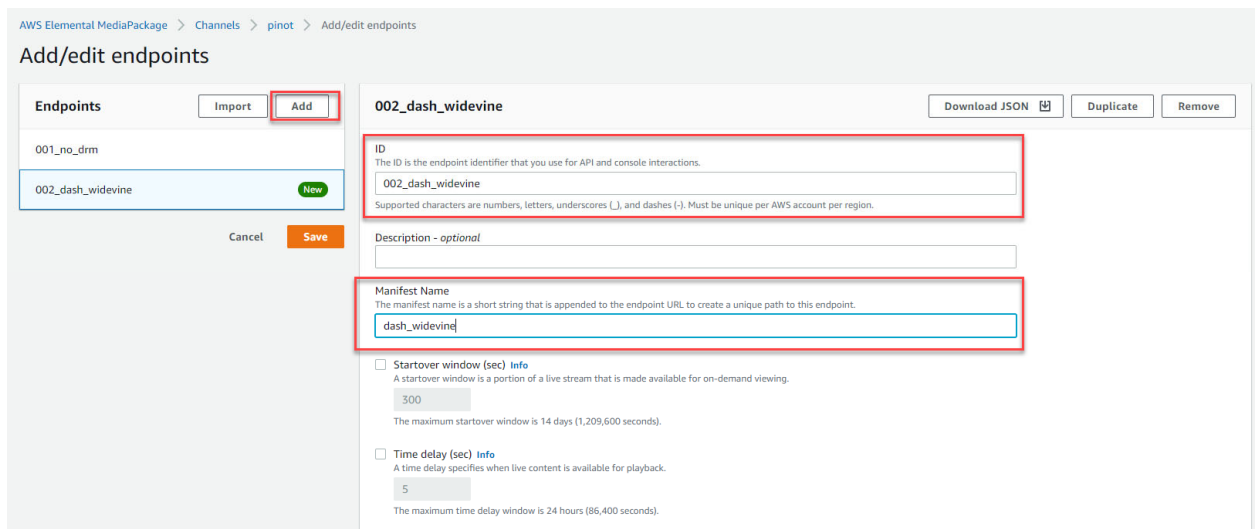 AWS Elemental MediaPackage > Channels > pinot > Add/edit endpoints
Add/edit endpoints
Endpoints Import Add
001_no_drm
002_dash_widevine New
Cancel Save
002_dash_widevine Download JSON Duplicate Remove
ID
The ID is the endpoint identifier that you use for API and console interactions.
002_dash_widevine
Supported characters are numbers, letters, underscores (_), and dashes (-). Must be unique per AWS account per region.
Description - optional
Manifest Name
The manifest name is a short string that is appended to the endpoint URL to create a unique path to this endpoint.
dash_widevine
Startover window (sec) Info
A startover window is a portion of a live stream that is made available for on-demand viewing.
300
The maximum startover window is 14 days (1,209,600 seconds).
Time delay (sec) Info
A time delay specifies when live content is available for playback.
5
The maximum time delay window is 24 hours (86,400 seconds).